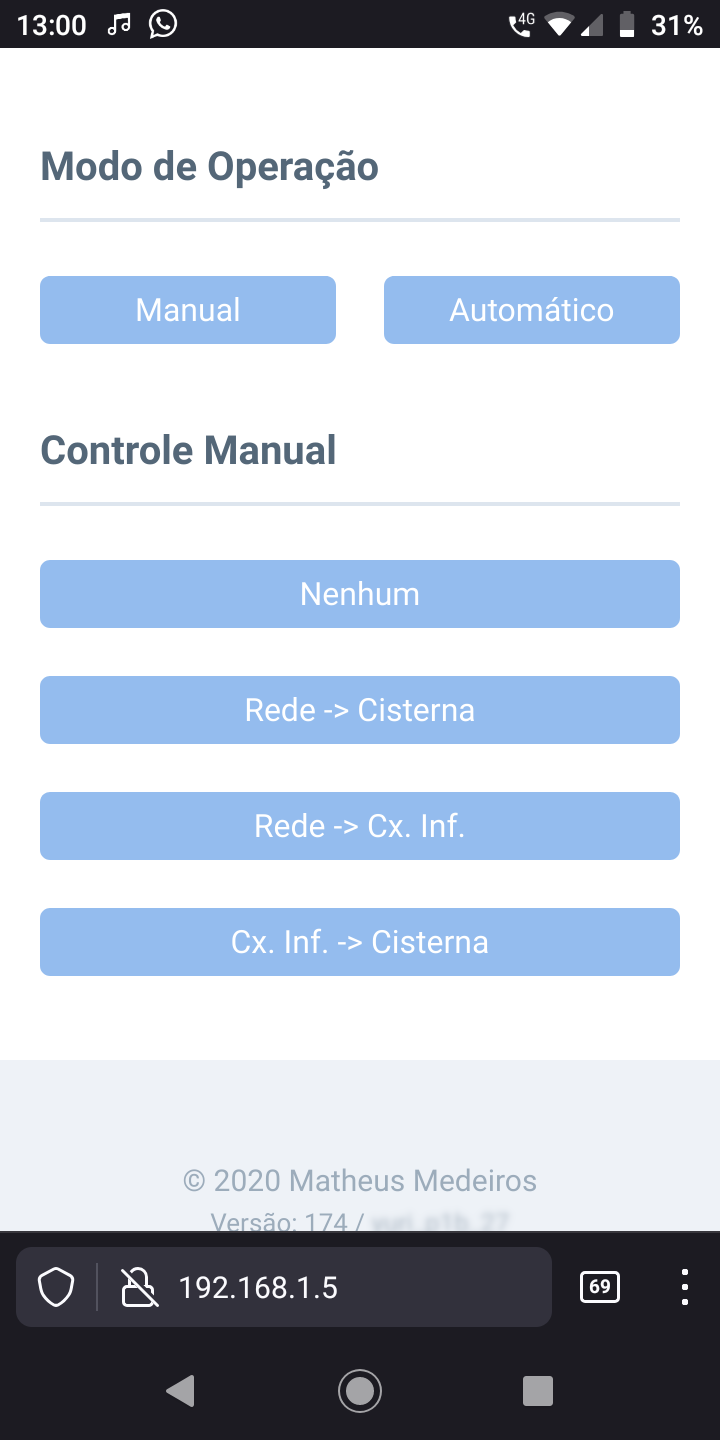 13:00 4G 31%
Modo de Operação
Manual Automático
Controle Manual
Nenhum
Rede -> Cisterna
Rede -> Cx. Inf.
Cx. Inf. -> Cisterna
© 2020 Matheus Medeiros
Versão: 174 /
192.168.1.5 69